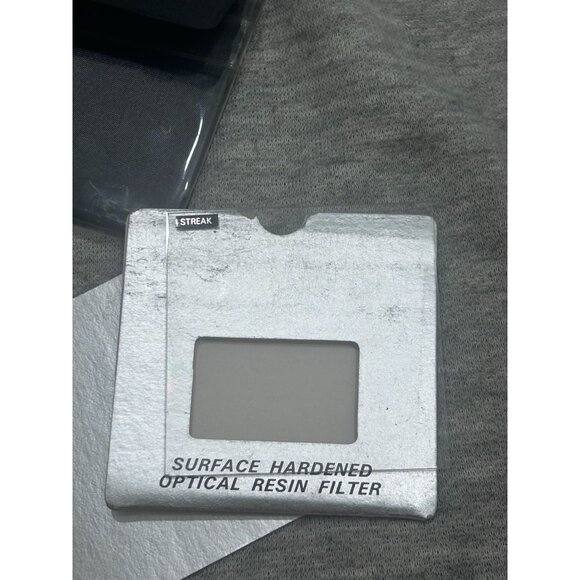 STREAK
SURFACE HARDENED
OPTICAL RESIN FILTER